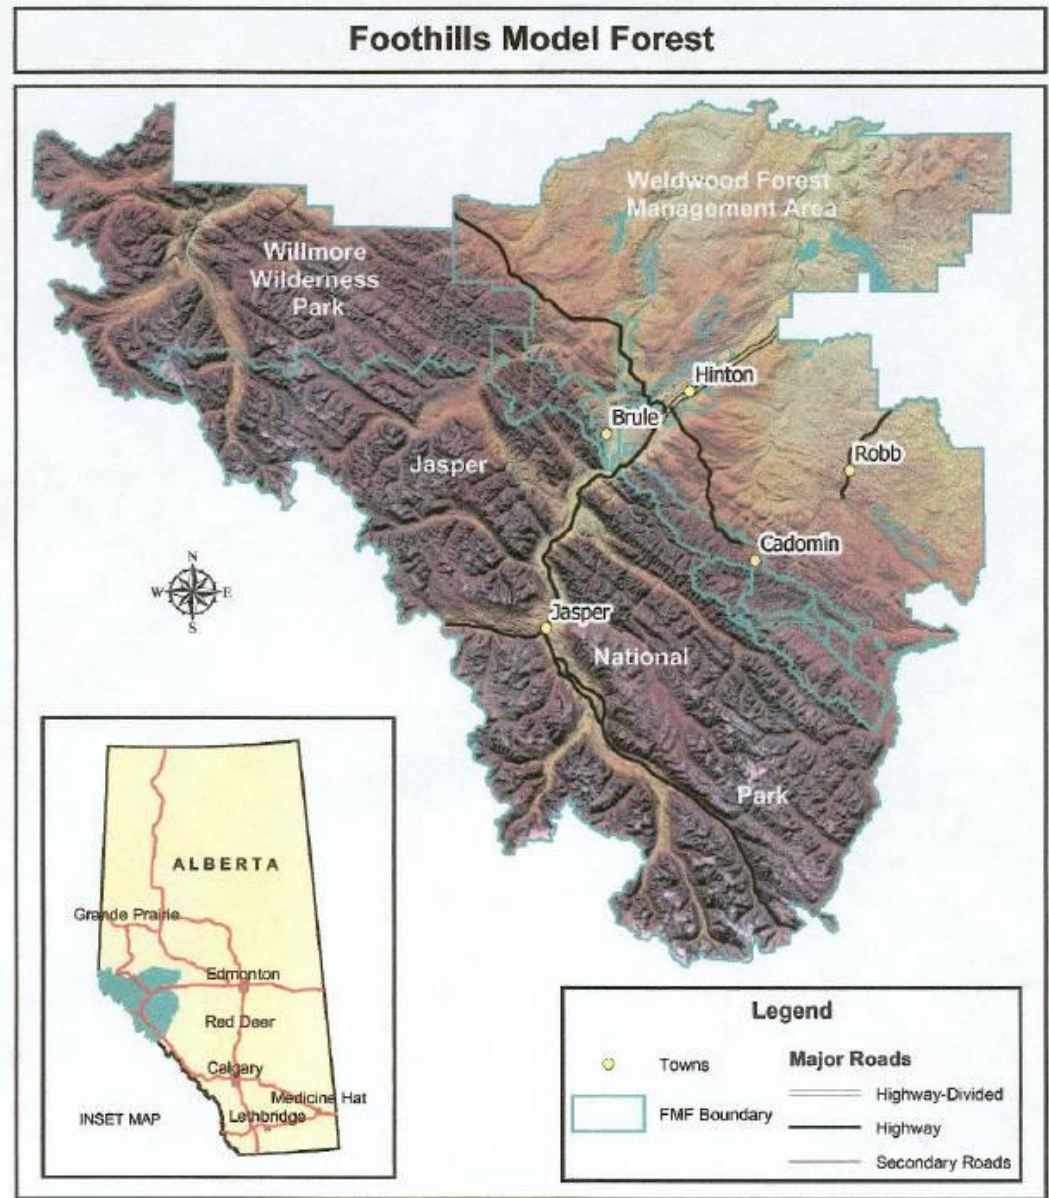 Foothills Model Forest
Weldwood Forest
Management Area
Willmore
Wilderness
Park
Hinton
Brule
Jasper
Robb
Cadomin
N
W E
S
Jasper
National
Park
ALBERTA
Grande Prairie
Edmonton
Red Deer
Calgary
Medicine Hat
Lethbridge
INSET MAP
Legend
Towns
FMF Boundary
Major Roads
Highway-Divided
Highway
Secondary Roads